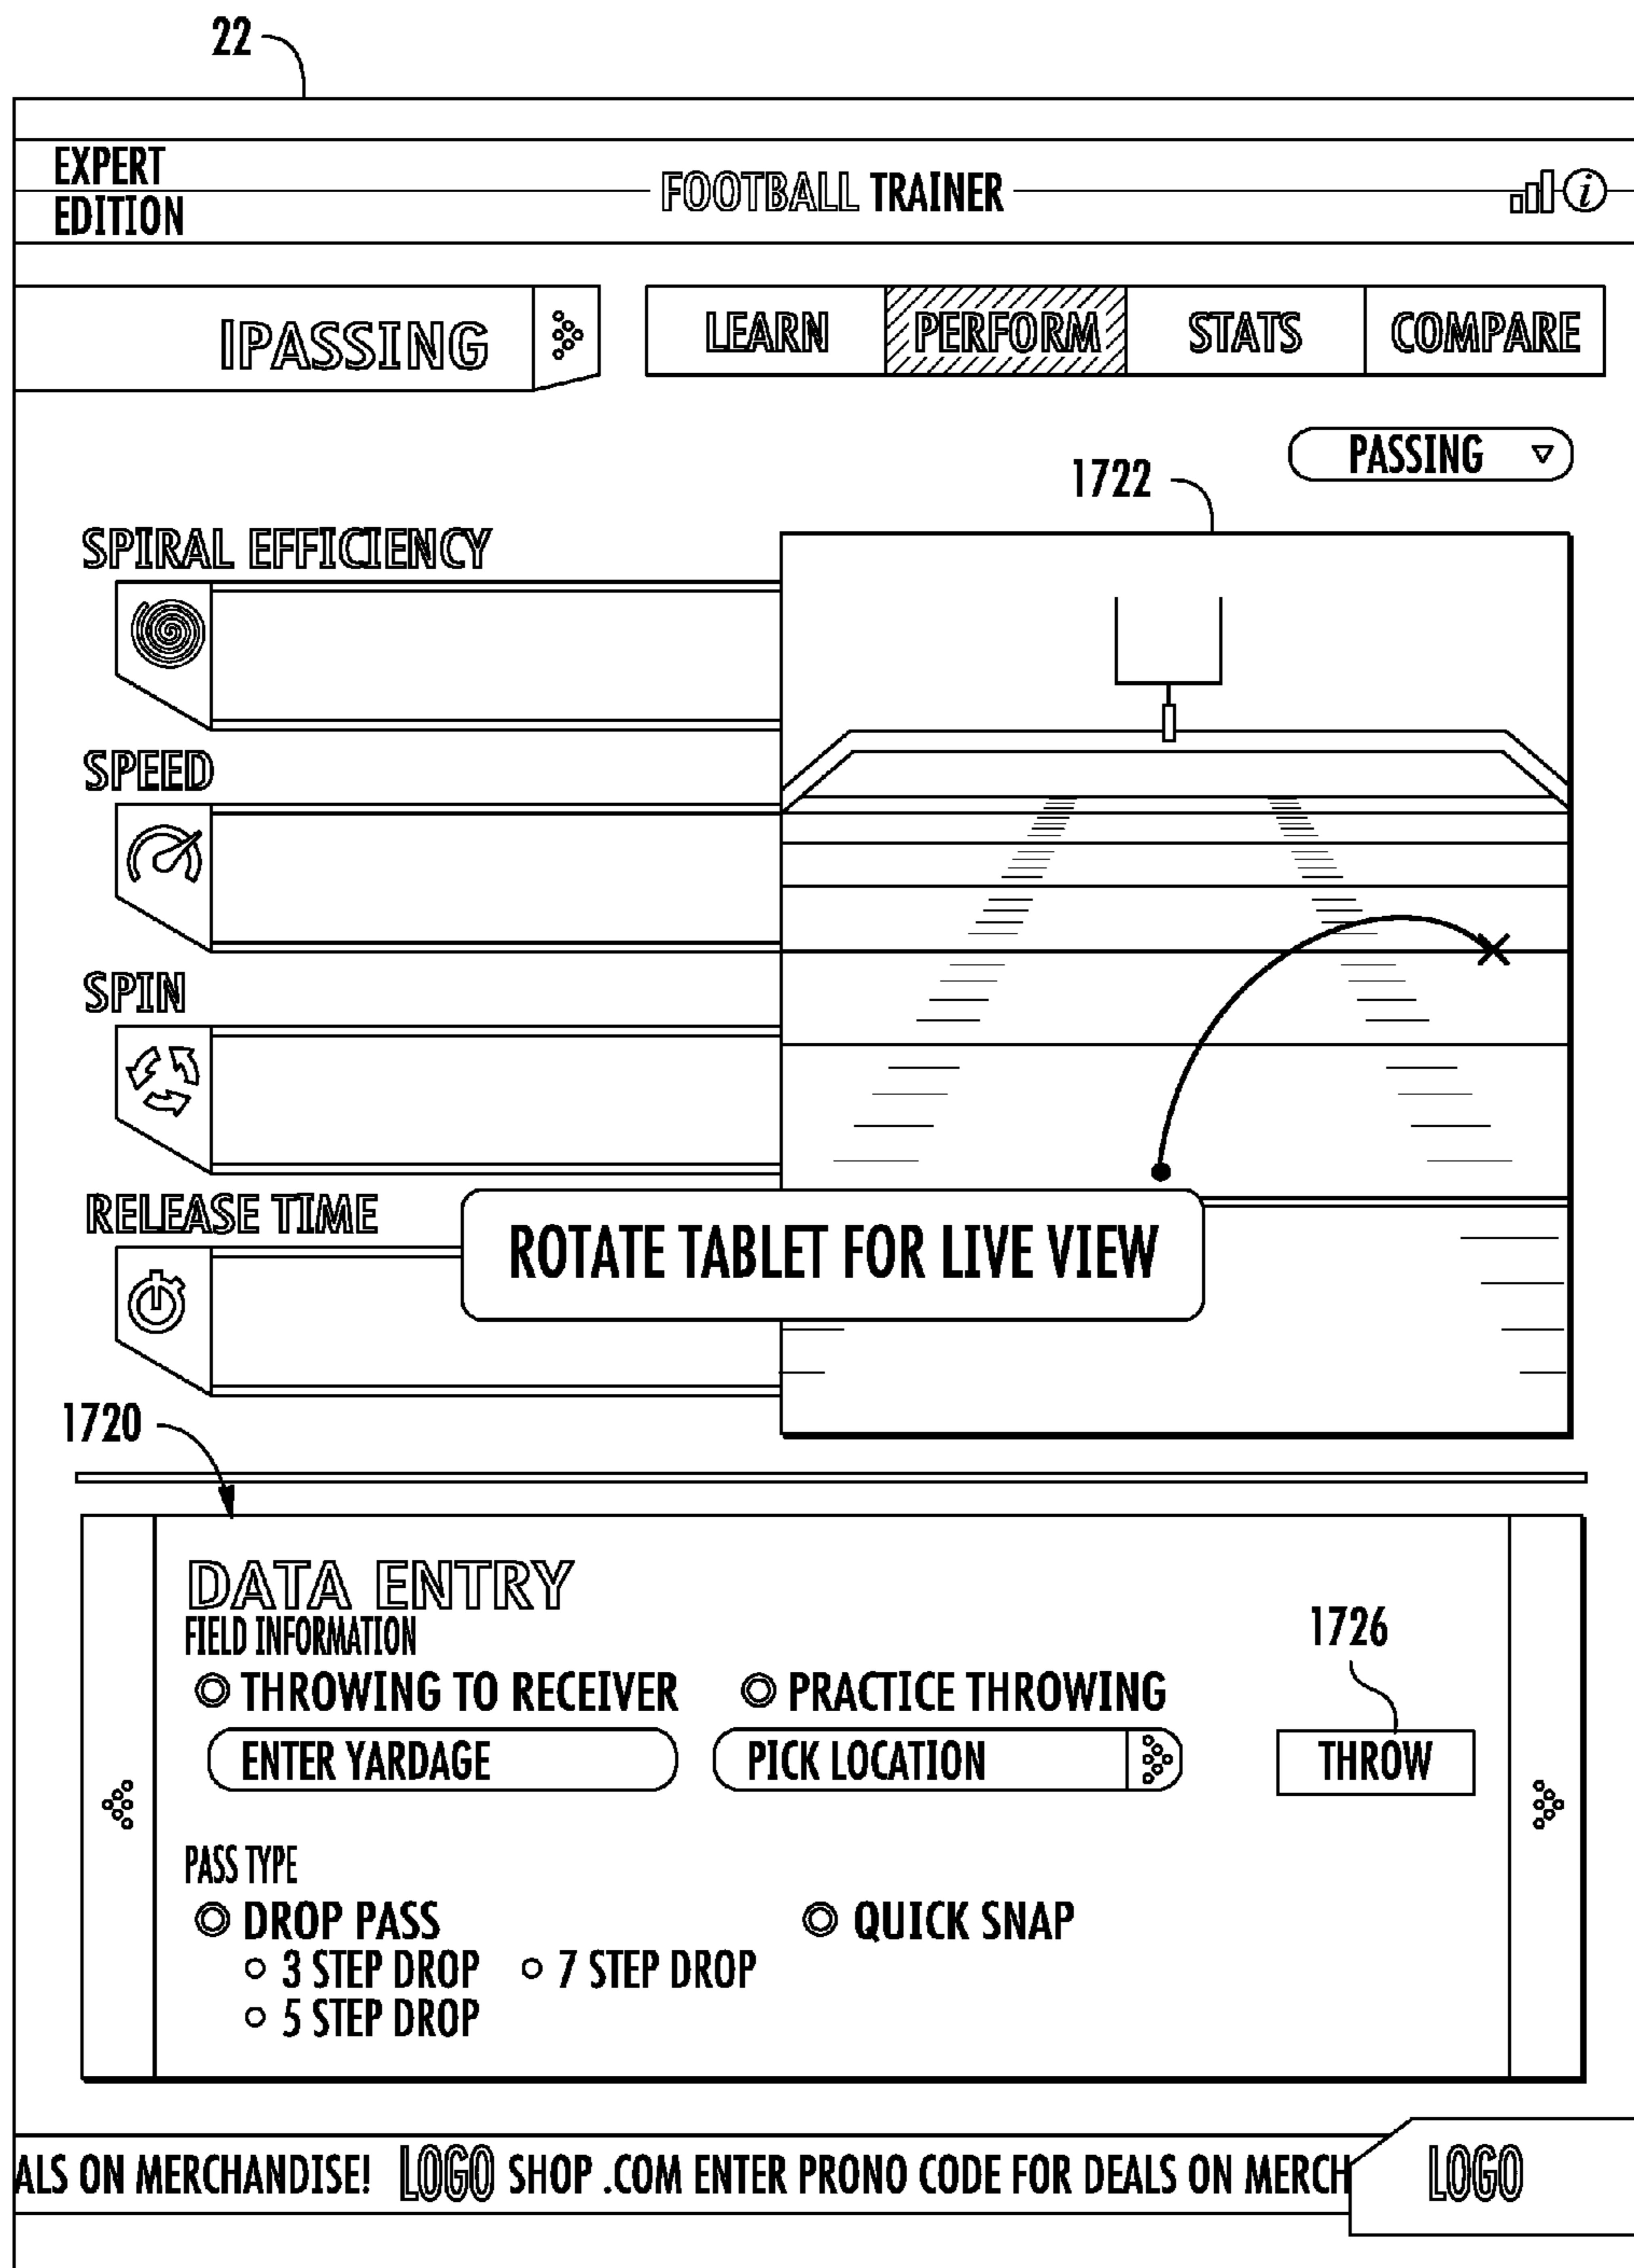 22
EXPERT
EDITION
FOOTBALL TRAINER
i
IPASSING
LEARN PERFORM STATS COMPARE
PASSING
1722
SPIRAL EFFICIENCY
SPEED
SPIN
RELEASE TIME
ROTATE TABLET FOR LIVE VIEW
1720
DATA ENTRY
FIELD INFORMATION
THROWING TO RECEIVER PRACTICE THROWING
1726
ENTER YARDAGE PICK LOCATION THROW
PASS TYPE
DROP PASS QUICK SNAP
3 STEP DROP 7 STEP DROP
5 STEP DROP
ALS ON MERCHANDISE! LOGO SHOP .COM ENTER PRONO CODE FOR DEALS ON MERCH LOGO